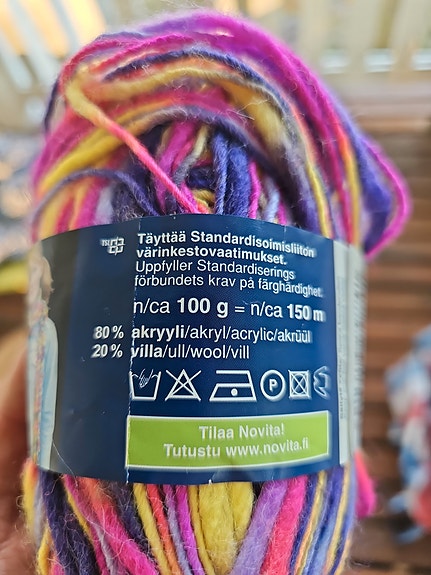 Täyttää Standardisoimisliiton
värinkestovaatimukset.
Uppfyller Standardiserings
förbundets krav på färghärdighet.
n/ca 100 g = n/ca 150 m
80 % akryyli/akryl/acrylic/akrüül
20 % villa/ull/wool/vill
P
Tilaa Novita!
Tutustu www.novita.fi